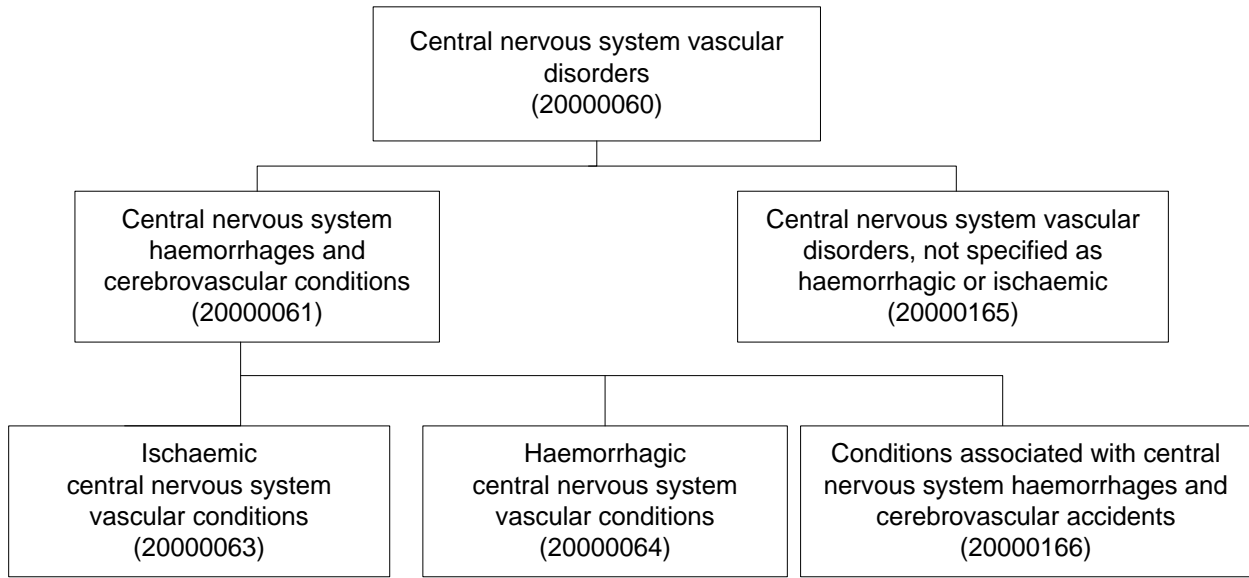 Central nervous system vascular
disorders
(20000060)
Central nervous system
haemorrhages and
cerebrovascular conditions
(20000061)
Central nervous system vascular
disorders, not specified as
haemorrhagic or ischaemic
(20000165)
Ischaemic
central nervous system
vascular conditions
(20000063)
Haemorrhagic
central nervous system
vascular conditions
(20000064)
Conditions associated with central
nervous system haemorrhages and
cerebrovascular accidents
(20000166)